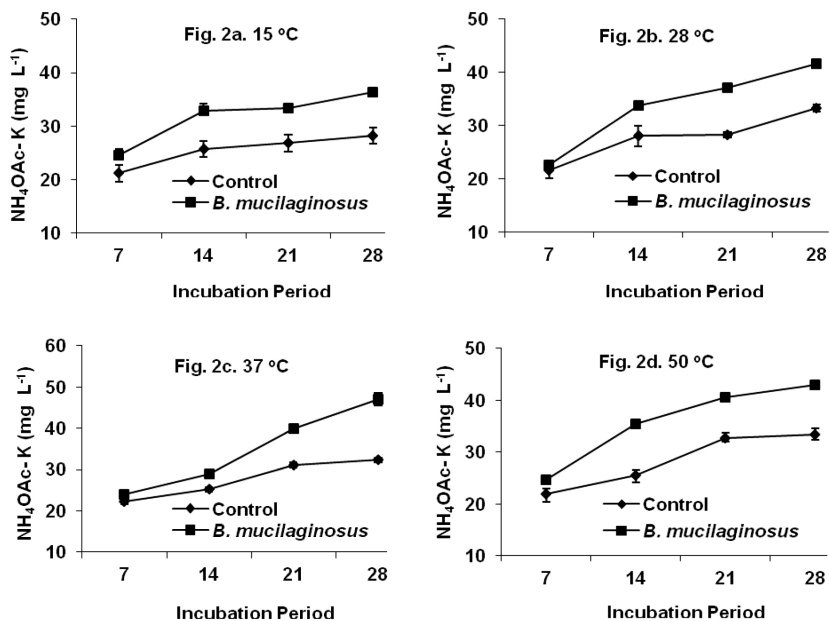 Fig. 2a. 15 °C
NH₄OAc- K (mg L⁻¹)
50
40
30
20
10
Control
B. mucilaginosus
7 14 21 28
Incubation Period
Fig. 2b. 28 °C
NH₄OAc- K (mg L⁻¹)
50
40
30
20
10
Control
B. mucilaginosus
7 14 21 28
Incubation Period
Fig. 2c. 37 °C
NH₄OAc- K (mg L⁻¹)
60
50
40
30
20
10
Control
B. mucilaginosus
7 14 21 28
Incubation Period
Fig. 2d. 50 °C
NH₄OAc- K (mg L⁻¹)
50
40
30
20
10
Control
B. mucilaginosus
7 14 21 28
Incubation Period